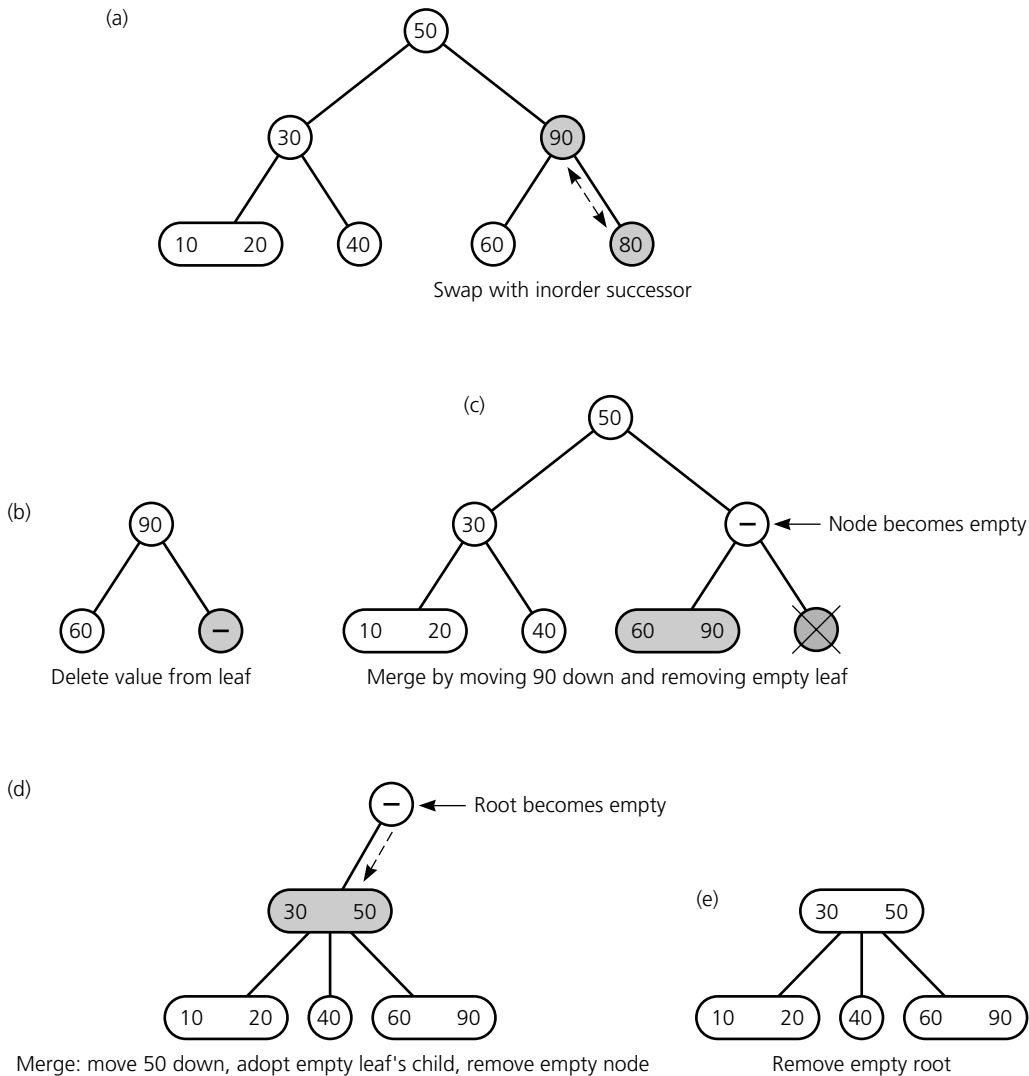 (a)
50
30
90
10 20
40
60
80
Swap with inorder successor
(c)
50
(b)
90
30
–
Node becomes empty
60
–
10 20
40
60 90
Delete value from leaf
Merge by moving 90 down and removing empty leaf
(d)
–
Root becomes empty
30 50
(e)
30 50
10 20
40
60 90
10 20
40
60 90
Merge: move 50 down, adopt empty leaf's child, remove empty node
Remove empty root